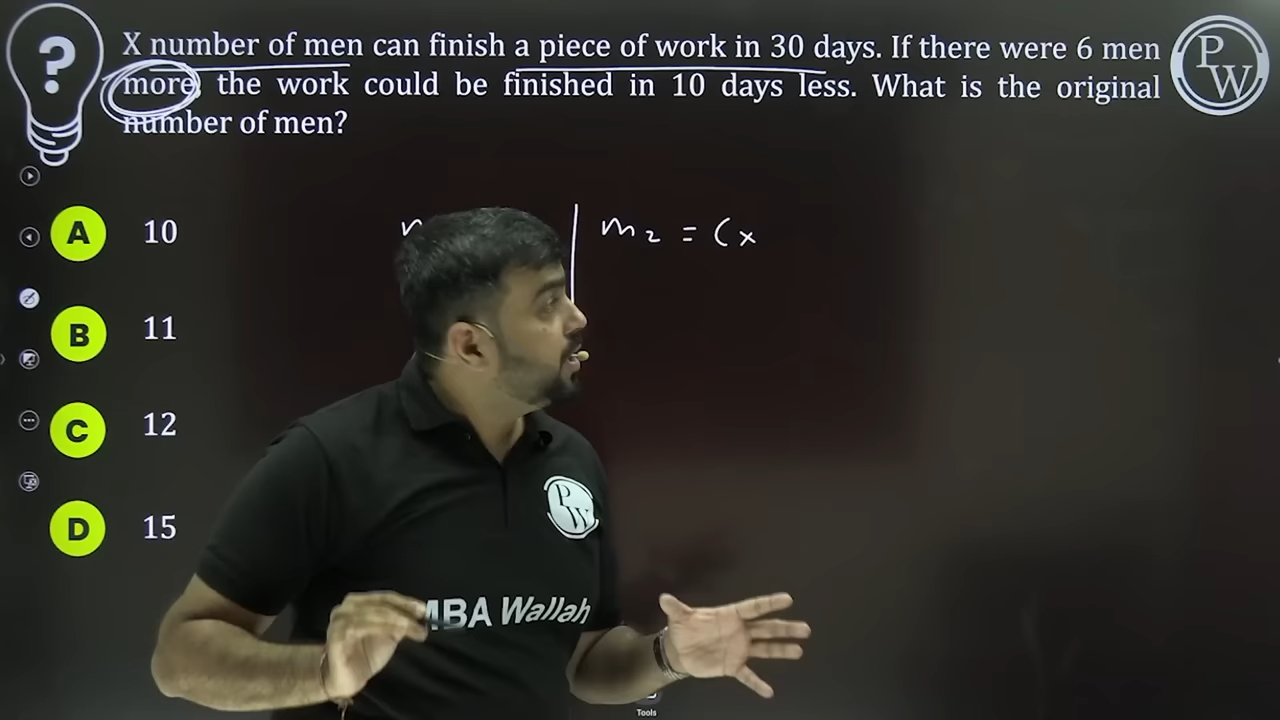 X number of men can finish a piece of work in 30 days. If there were 6 men
more, the work could be finished in 10 days less. What is the original
number of men?
PW
?
A 10
m₂ = (x
B 11
C 12
D 15
PW
MBA Wallah
Tools